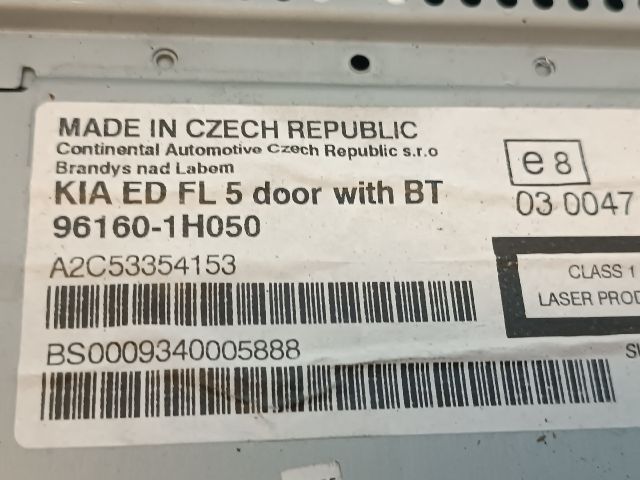 MADE IN CZECH REPUBLIC
Continental Automotive Czech Republic s.r.o
Brandys nad Labem
KIA ED FL 5 door with BT
96160-1H050
A2C53354153
BS0009340005888
e8
03 0047
CLASS 1
LASER PROD